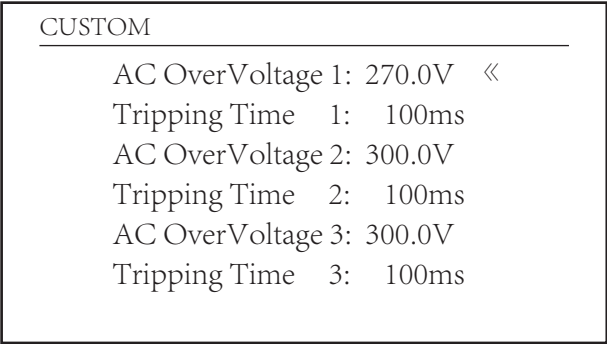 CUSTOM
AC OverVoltage 1: 270.0V «
Tripping Time 1: 100ms
AC OverVoltage 2: 300.0V
Tripping Time 2: 100ms
AC OverVoltage 3: 300.0V
Tripping Time 3: 100ms